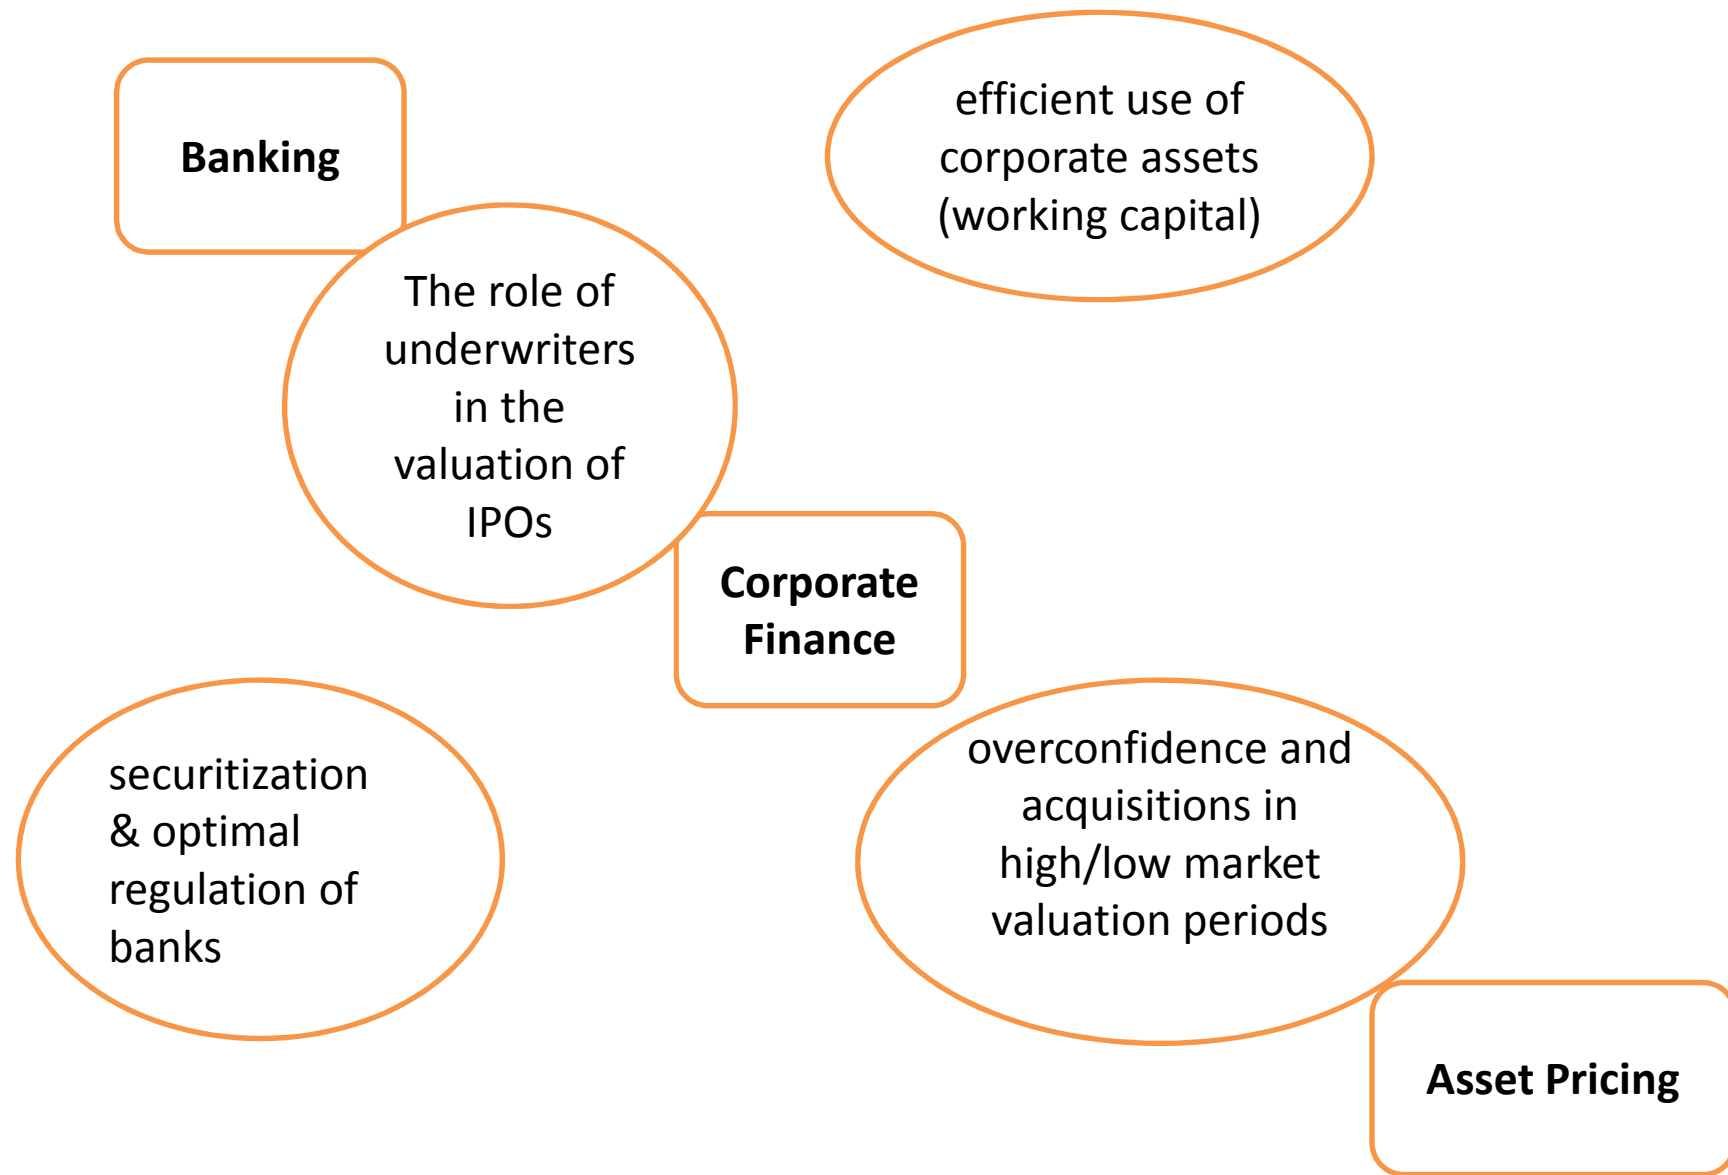 Banking
efficient use of
corporate assets
(working capital)
The role of
underwriters
in the
valuation of
IPOs
Corporate
Finance
securitization
& optimal
regulation of
banks
overconfidence and
acquisitions in
high/low market
valuation periods
Asset Pricing